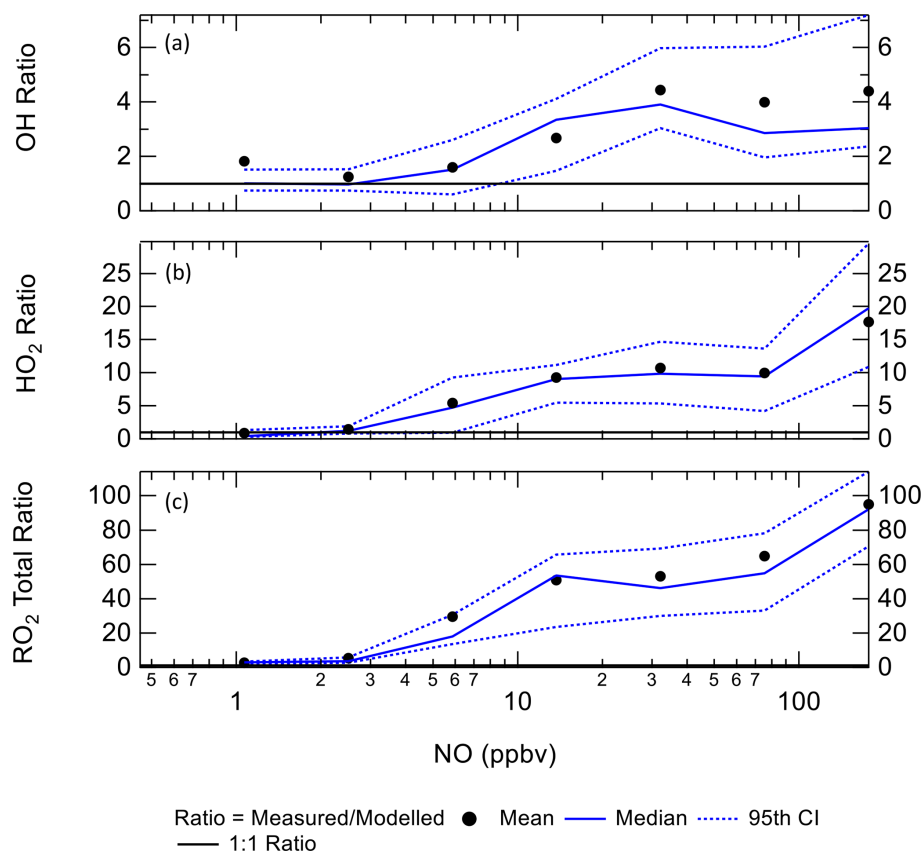 (a)
OH Ratio
6 6
4 4
2 2
0 0
(b)
HO₂ Ratio
25 25
20 20
15 15
10 10
5 5
0 0
(c)
RO₂ Total Ratio
100 100
80 80
60 60
40 40
20 20
0 0
5 6 7 2 3 4 5 6 7 2 3 4 5 6 7
1 10 100
NO (ppbv)
Ratio = Measured/Modelled Mean Median 95th CI
1:1 Ratio